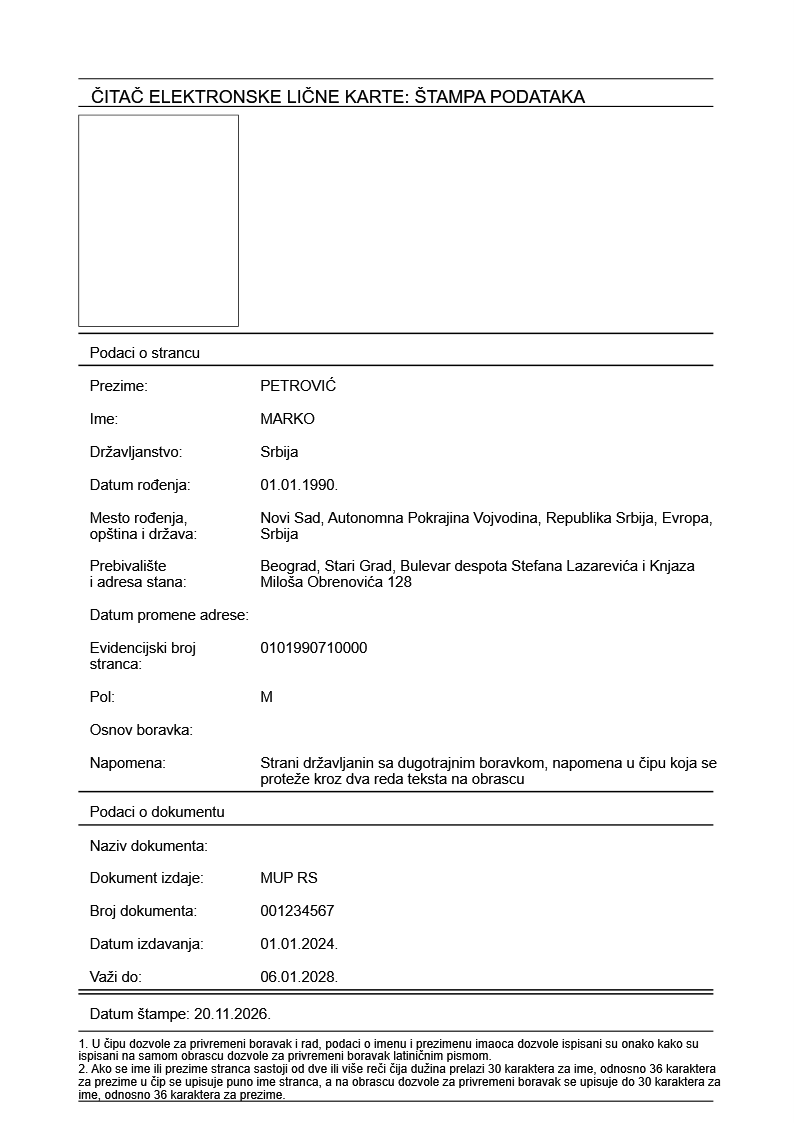 ČITAČ ELEKTRONSKE LIČNE KARTE: ŠTAMPA PODATAKA
Podaci o strancu
Prezime: PETROVIĆ
Ime: MARKO
Državljanstvo: Srbija
Datum rođenja: 01.01.1990.
Mesto rođenja, Novi Sad, Autonomna Pokrajina Vojvodina, Republika Srbija, Evropa,
opština i država: Srbija
Prebivalište Beograd, Stari Grad, Bulevar despota Stefana Lazarevića i Knjaza
i adresa stana: Miloša Obrenovića 128
Datum promene adrese:
Evidencijski broj 0101990710000
stranca:
Pol: M
Osnov boravka:
Napomena: Strani državljanin sa dugotrajnim boravkom, napomena u čipu koja se
proteže kroz dva reda teksta na obrascu
Podaci o dokumentu
Naziv dokumenta:
Dokument izdaje: MUP RS
Broj dokumenta: 001234567
Datum izdavanja: 01.01.2024.
Važi do: 06.01.2028.
Datum štampe: 20.11.2026.
1. U čipu dozvole za privremeni boravak i rad, podaci o imenu i prezimenu imaoca dozvole ispisani su onako kako su
ispisani na samom obrascu dozvole za privremeni boravak latiničnim pismom.
2. Ako se ime ili prezime stranca sastoji od dve ili više reči čija dužina prelazi 30 karaktera za ime, odnosno 36 karaktera
za prezime u čip se upisuje puno ime stranca, a na obrascu dozvole za privremeni boravak se upisuje do 30 karaktera za
ime, odnosno 36 karaktera za prezime.